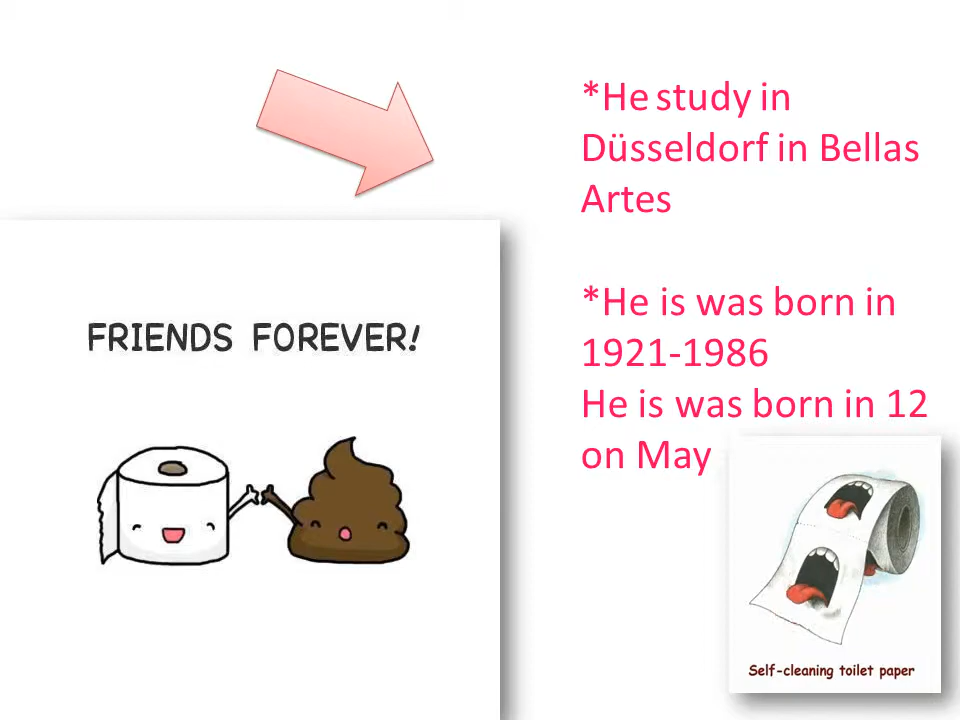 *He study in
Düsseldorf in Bellas
Artes
*He is was born in
1921-1986
He is was born in 12
on May
FRIENDS FOREVER!
Self-cleaning toilet paper